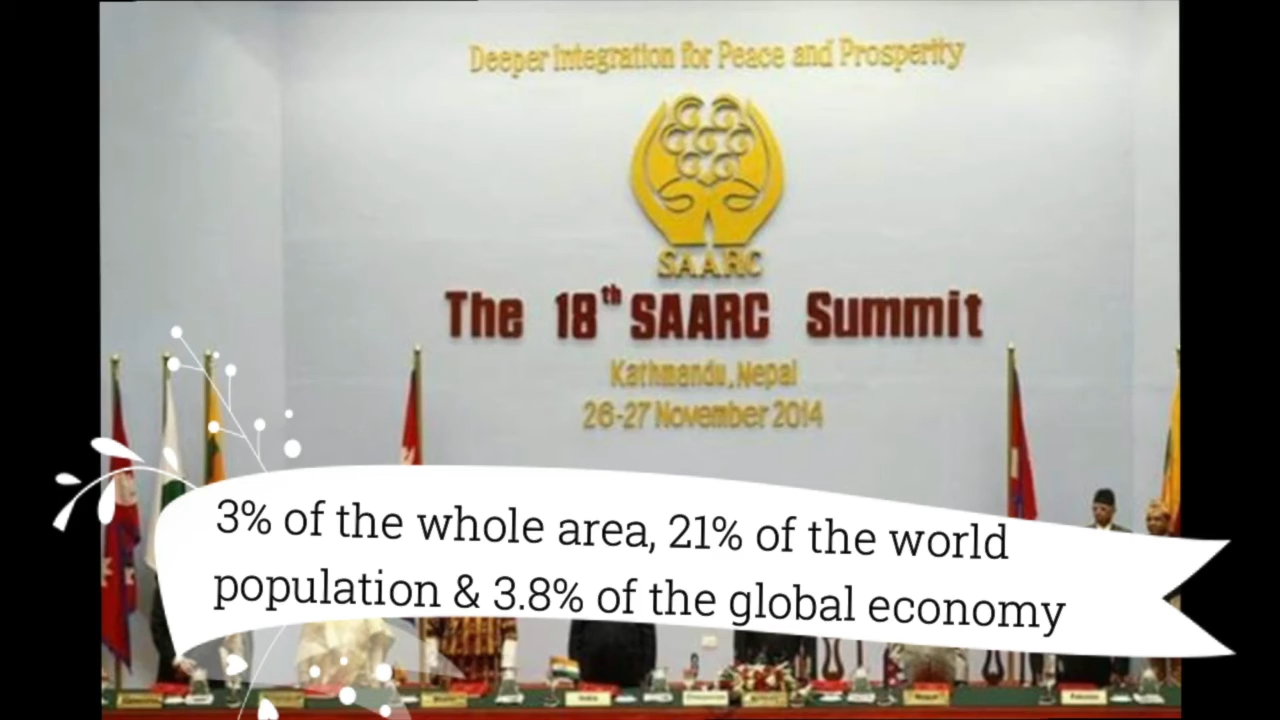 Deeper Integration for Peace and Prosperity
SAARC
The 18th SAARC Summit
Kathmandu, Nepal
26-27 November 2014
3% of the whole area, 21% of the world
population & 3.8% of the global economy